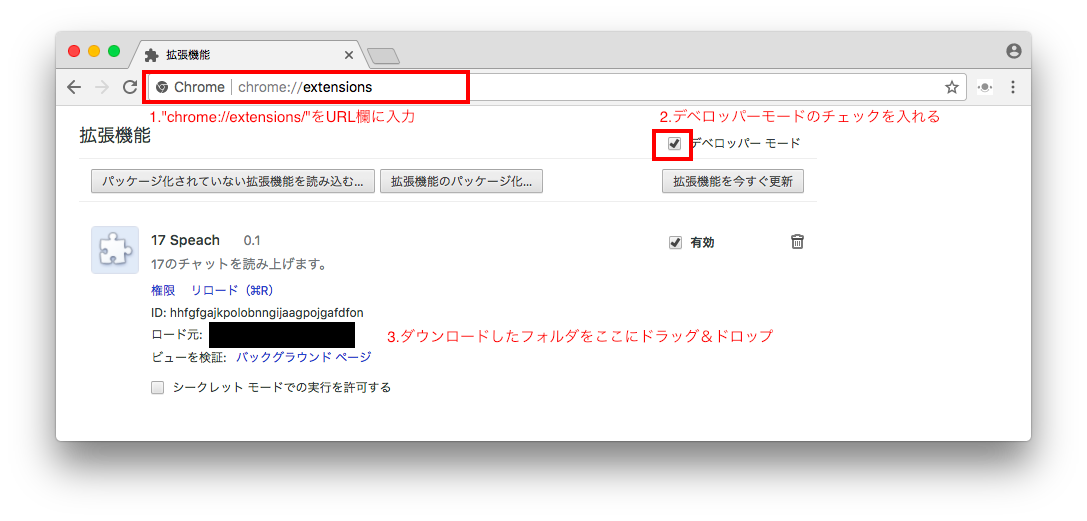 拡張機能
Chrome chrome://extensions
1."chrome://extensions/"をURL欄に入力
2.デベロッパーモードのチェックを入れる
拡張機能
デベロッパー モード
パッケージ化されていない拡張機能を読み込む...
拡張機能のパッケージ化...
拡張機能を今すぐ更新
17 Speach 0.1
有効
17のチャットを読み上げます。
権限 リロード（⌘R）
ID: hhfgfgajkpolobnngijaagpojgafdfon
ロード元:
3.ダウンロードしたフォルダをここにドラッグ＆ドロップ
ビューを検証: バックグラウンド ページ
シークレット モードでの実行を許可する